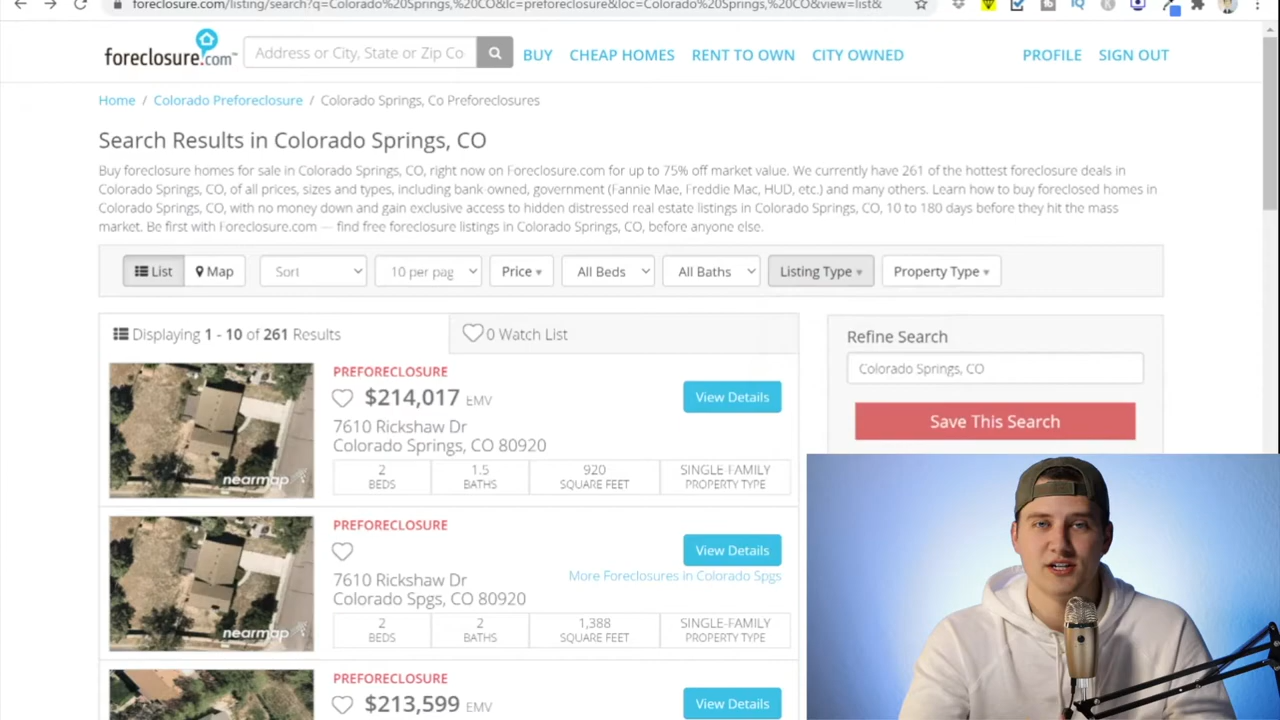 foreclosure.com/listing/search?q=Colorado%20Springs,%20CO&lc=preforeclosure&loc=Colorado%20Springs,%20CO&view=list&
foreclosure.com™
Address or City, State or Zip Co
BUY
CHEAP HOMES
RENT TO OWN
CITY OWNED
PROFILE
SIGN OUT
Home / Colorado Preforeclosure / Colorado Springs, Co Preforeclosures
Search Results in Colorado Springs, CO
Buy foreclosure homes for sale in Colorado Springs, CO, right now on Foreclosure.com for up to 75% off market value. We currently have 261 of the hottest foreclosure deals in
Colorado Springs, CO, of all prices, sizes and types, including bank owned, government (Fannie Mae, Freddie Mac, HUD, etc.) and many others. Learn how to buy foreclosed homes in
Colorado Springs, CO, with no money down and gain exclusive access to hidden distressed real estate listings in Colorado Springs, CO, 10 to 180 days before they hit the mass
market. Be first with Foreclosure.com — find free foreclosure listings in Colorado Springs, CO, before anyone else.
List
Map
Sort
10 per pag
Price
All Beds
All Baths
Listing Type
Property Type
Displaying 1 - 10 of 261 Results
0 Watch List
Refine Search
Colorado Springs, CO
Save This Search
nearmap
PREFORECLOSURE
$214,017 EMV
View Details
7610 Rickshaw Dr
Colorado Springs, CO 80920
2 1.5 920 SINGLE-FAMILY
BEDS BATHS SQUARE FEET PROPERTY TYPE
nearmap
PREFORECLOSURE
View Details
More Foreclosures in Colorado Spgs
7610 Rickshaw Dr
Colorado Spgs, CO 80920
2 2 1,388 SINGLE-FAMILY
BEDS BATHS SQUARE FEET PROPERTY TYPE
PREFORECLOSURE
$213,599 EMV
View Details